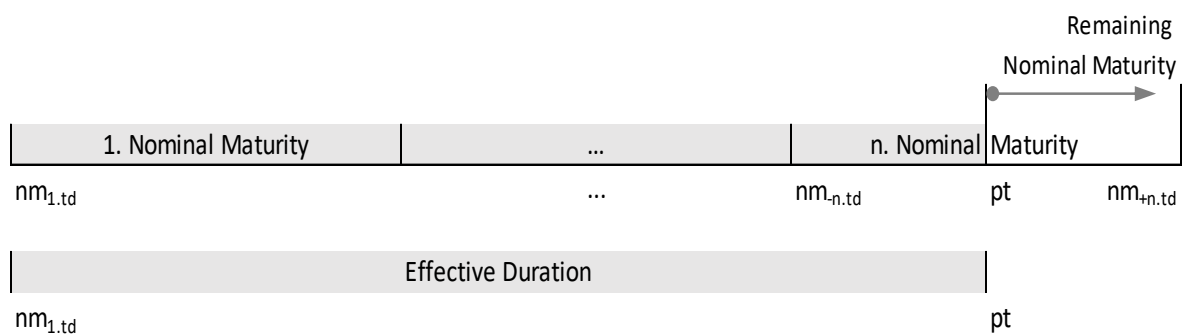 Remaining
Nominal Maturity
1. Nominal Maturity ... n. Nominal Maturity
nm1.td ... nm-n.td pt nm+n.td
Effective Duration
nm1.td pt